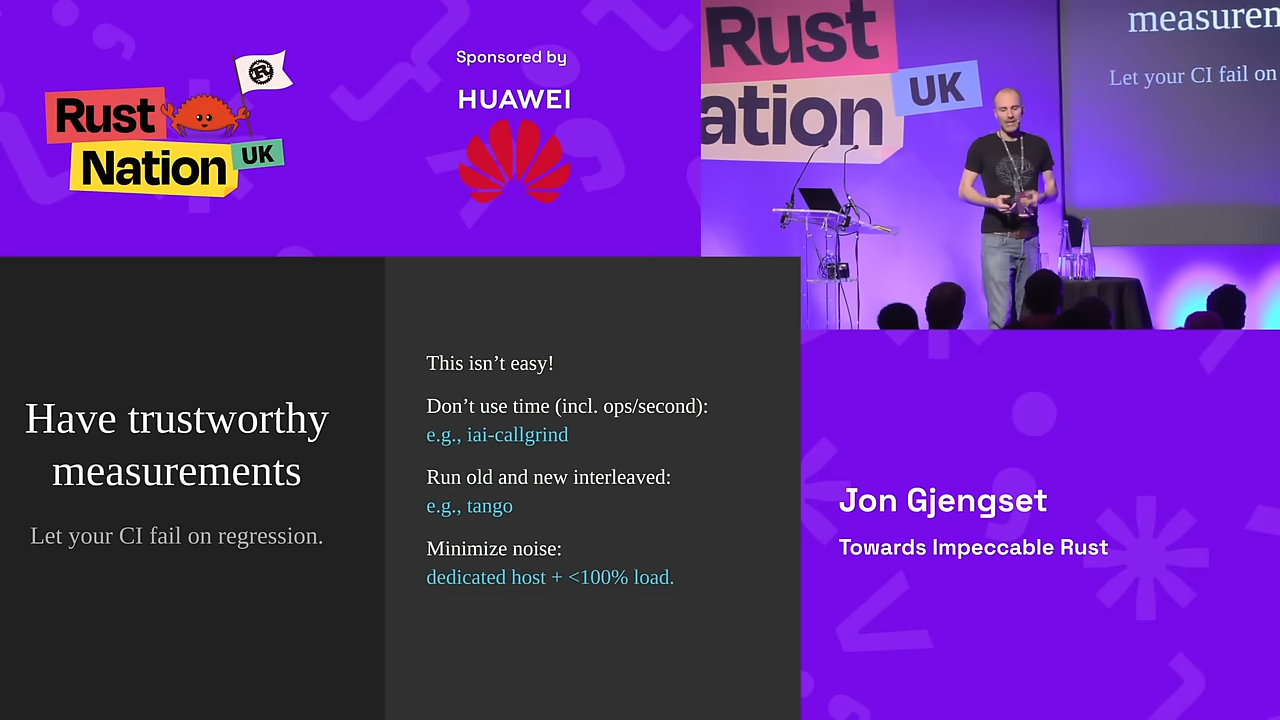 Rust
Nation
UK
Sponsored by
HUAWEI
Rust
ation
UK
measuren
Let your CI fail on
Have trustworthy
measurements
Let your CI fail on regression.
This isn’t easy!
Don’t use time (incl. ops/second):
e.g., iai-callgrind
Run old and new interleaved:
e.g., tango
Minimize noise:
dedicated host + <100% load.
Jon Gjengset
Towards Impeccable Rust